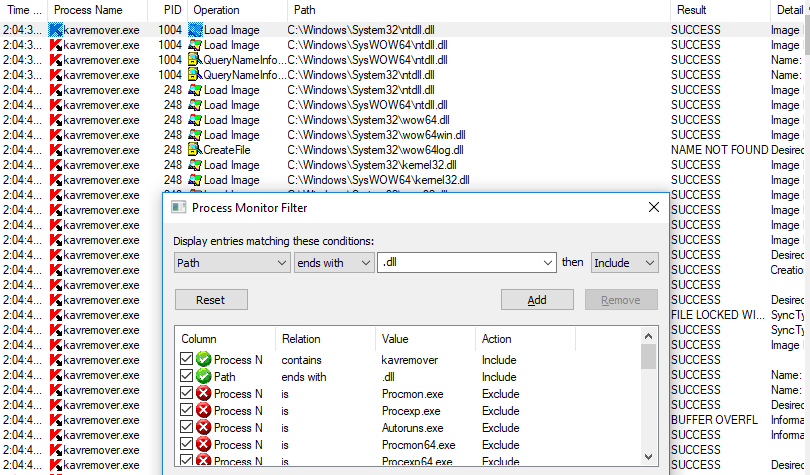 Time ... Process Name PID Operation Path Result Detail
2:04:3... kavremover.exe 1004 Load Image C:\Windows\System32\ntdll.dll SUCCESS Image
2:04:3... kavremover.exe 1004 Load Image C:\Windows\SysWOW64\ntdll.dll SUCCESS Image
2:04:3... kavremover.exe 1004 QueryNameInfo... C:\Windows\System32\ntdll.dll SUCCESS Name:
2:04:3... kavremover.exe 1004 QueryNameInfo... C:\Windows\SysWOW64\ntdll.dll SUCCESS Name:
2:04:4... kavremover.exe 248 Load Image C:\Windows\System32\ntdll.dll SUCCESS Image
2:04:4... kavremover.exe 248 Load Image C:\Windows\SysWOW64\ntdll.dll SUCCESS Image
2:04:4... kavremover.exe 248 Load Image C:\Windows\System32\wow64.dll SUCCESS Image
2:04:4... kavremover.exe 248 Load Image C:\Windows\System32\wow64win.dll SUCCESS Image
2:04:4... kavremover.exe 248 CreateFile C:\Windows\System32\wow64log.dll NAME NOT FOUND Desired
2:04:4... kavremover.exe 248 Load Image C:\Windows\System32\kernel32.dll SUCCESS Image
2:04:4... kavremover.exe 248 Load Image C:\Windows\SysWOW64\kernel32.dll SUCCESS Image
2:04:4... kavremover.exe 248 Load Image SUCCESS Image
2:04:4... kavremover.exe SUCCESS Image
2:04:4... kavremover.exe SUCCESS Image
2:04:4... kavremover.exe SUCCESS Image
2:04:4... kavremover.exe SUCCESS Desired
2:04:4... kavremover.exe SUCCESS Creation
2:04:4... kavremover.exe SUCCESS
2:04:4... kavremover.exe SUCCESS Desired
2:04:4... kavremover.exe FILE LOCKED WI... SyncTy
2:04:4... kavremover.exe SUCCESS SyncTy
2:04:4... kavremover.exe SUCCESS Image
2:04:4... kavremover.exe SUCCESS
2:04:4... kavremover.exe SUCCESS Name:
2:04:4... kavremover.exe SUCCESS Name:
2:04:4... kavremover.exe SUCCESS Desired
2:04:4... kavremover.exe BUFFER OVERFL Informa
2:04:4... kavremover.exe SUCCESS Informa
2:04:4... kavremover.exe SUCCESS
2:04:4... kavremover.exe SUCCESS Desired
Process Monitor Filter
Display entries matching these conditions:
Path ends with .dll then Include
Reset Add Remove
Column Relation Value Action
Process N contains kavremover Include
Path ends with .dll Include
Process N is Procmon.exe Exclude
Process N is Procexp.exe Exclude
Process N is Autoruns.exe Exclude
Process N is Procmon64.exe Exclude
Process N is Procexp64.exe Exclude